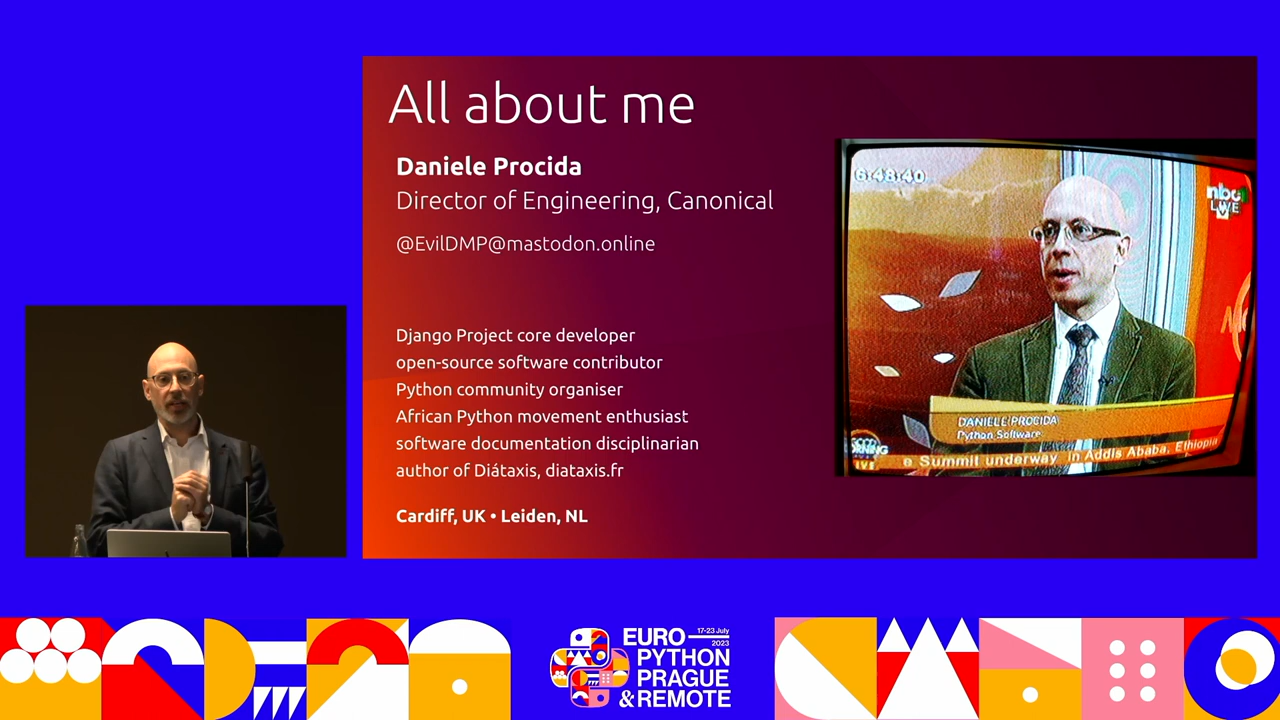 All about me
Daniele Procida
Director of Engineering, Canonical
@EvilDMP@mastodon.online
Django Project core developer
open-source software contributor
Python community organiser
African Python movement enthusiast
software documentation disciplinarian
author of Diátaxis, diataxis.fr
Cardiff, UK • Leiden, NL
6:48:40
nbc
LIVE
DANIELE PROCIDA
Python Software
e Summit underway in Addis Ababa, Ethiopia
EURO
17-23 July
2023
PYTHON
PRAGUE
& REMOTE